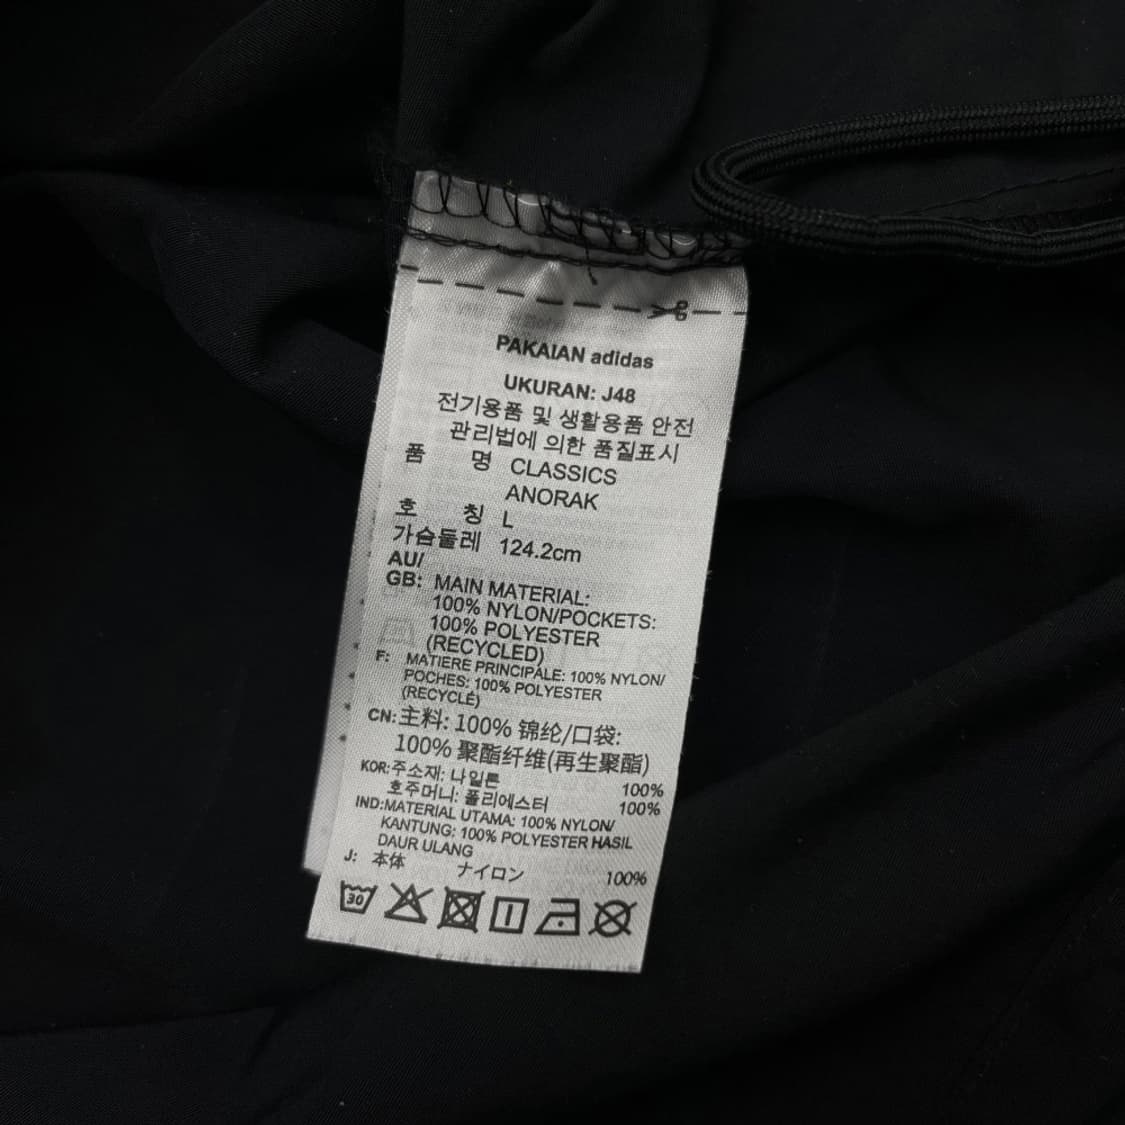 PAKAIAN adidas
UKURAN: J48
전기용품 및 생활용품 안전
관리법에 의한 품질표시
품 명 CLASSICS
ANORAK
호 칭 L
가슴둘레 124.2cm
AU/
GB: MAIN MATERIAL:
100% NYLON/POCKETS:
100% POLYESTER
(RECYCLED)
F: MATIERE PRINCIPALE: 100% NYLON/
POCHES: 100% POLYESTER
(RECYCLÉ)
CN: 主料: 100% 锦纶/口袋:
100% 聚酯纤维(再生聚酯)
KOR: 주소재: 나일론 100%
호주머니: 폴리에스터 100%
IND: MATERIAL UTAMA: 100% NYLON/
KANTUNG: 100% POLYESTER HASIL
DAUR ULANG
J: 本体 ナイロン 100%
30